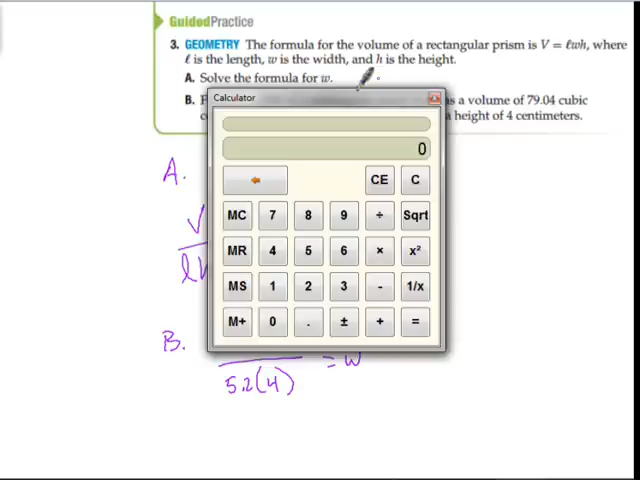 GuidedPractice
3. GEOMETRY The formula for the volume of a rectangular prism is V = ℓwh, where
ℓ is the length, w is the width, and h is the height.
A. Solve the formula for w.
B. as a volume of 79.04 cubic
a height of 4 centimeters.
Calculator
0
CE C
MC 7 8 9 ÷ Sqrt
MR 4 5 6 × x²
MS 1 2 3 - 1/x
M+ 0 . ± + =
A.
V
ℓ
B.
= w
5.2(4)